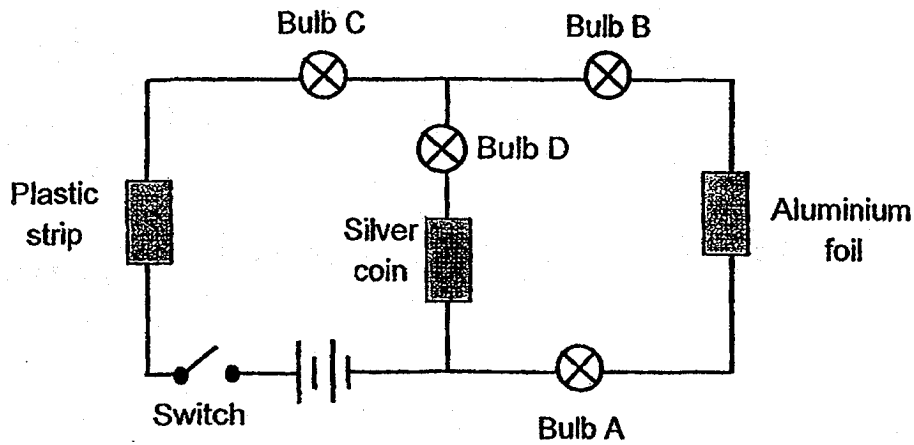 Bulb C
Bulb B
Bulb D
Plastic
strip
Silver
coin
Aluminium
foil
Switch
Bulb A